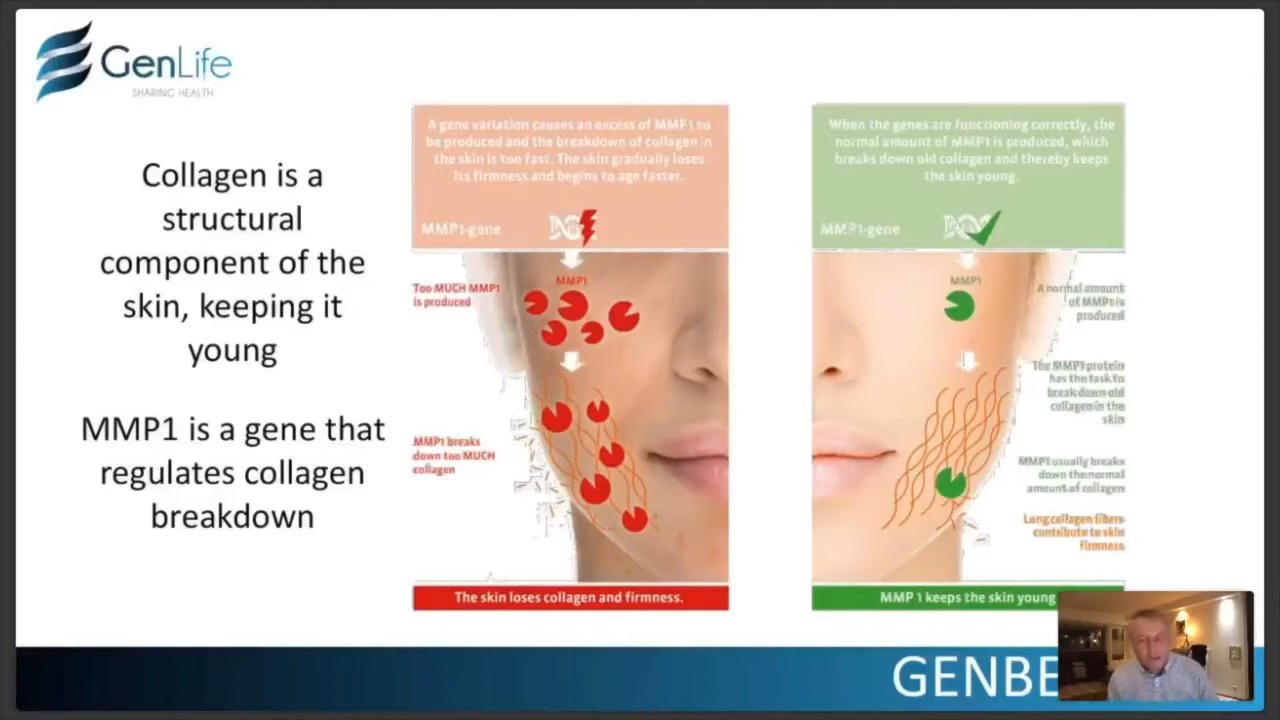 GenLife
SHARING HEALTH
Collagen is a
structural
component of the
skin, keeping it
young
MMP1 is a gene that
regulates collagen
breakdown
A gene variation causes an excess of MMP1 to
be produced and the breakdown of collagen in
the skin is too fast. The skin gradually loses
its firmness and begins to age faster.
MMP1-gene
MMP1
Too MUCH MMP1
is produced
MMP1 breaks
down too MUCH
collagen
The skin loses collagen and firmness.
When the genes are functioning correctly, the
normal amount of MMP1 is produced, which
breaks down old collagen and thereby keeps
the skin young.
MMP1-gene
MMP1
A normal amount
of MMP1 is
produced
The MMP1 protein
has the task to
break down old
collagen in the
skin
MMP1 usually breaks
down the normal
amount of collagen
Long collagen fibers
contribute to skin
firmness
MMP 1 keeps the skin young
GENBE